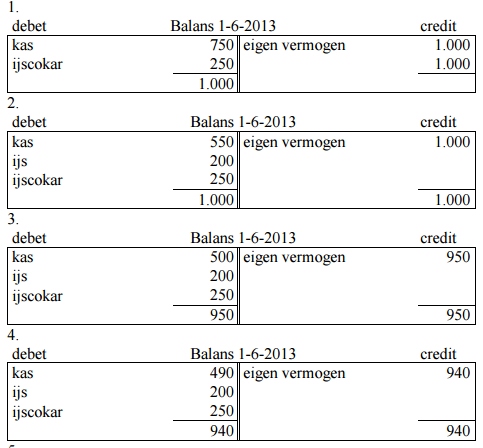 1.
debet Balans 1-6-2013 credit
kas 750 eigen vermogen 1.000
ijscokar 250 1.000
1.000
2.
debet Balans 1-6-2013 credit
kas 550 eigen vermogen 1.000
ijs 200
ijscokar 250
1.000 1.000
3.
debet Balans 1-6-2013 credit
kas 500 eigen vermogen 950
ijs 200
ijscokar 250
950 950
4.
debet Balans 1-6-2013 credit
kas 490 eigen vermogen 940
ijs 200
ijscokar 250
940 940